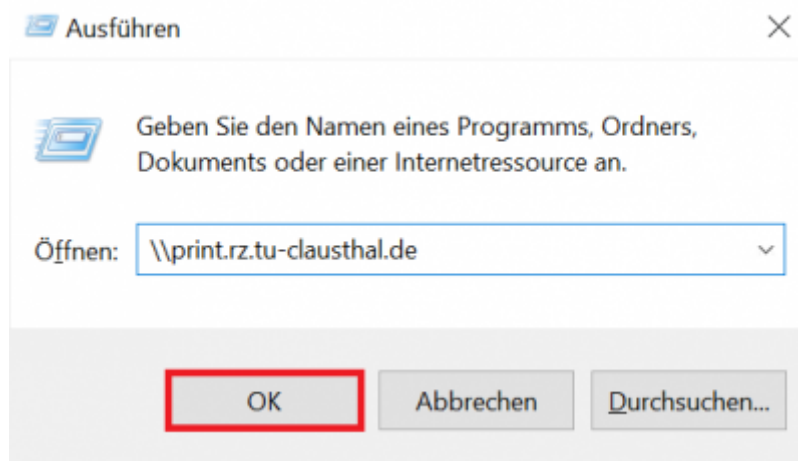 Ausführen
Geben Sie den Namen eines Programms, Ordners,
Dokuments oder einer Internetressource an.
Öffnen: \\print.rz.tu-clausthal.de
OK Abbrechen Durchsuchen...